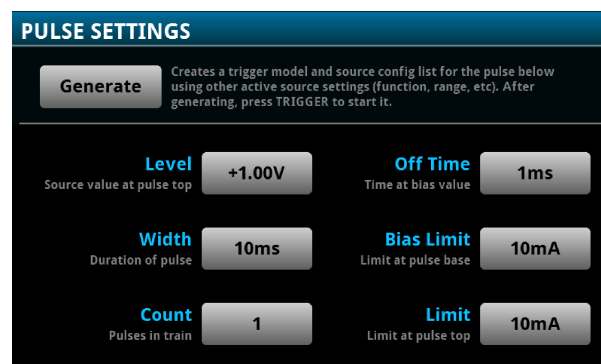 PULSE SETTINGS
Generate
Creates a trigger model and source config list for the pulse below
using other active source settings (function, range, etc). After
generating, press TRIGGER to start it.
Level
Source value at pulse top
+1.00V
Off Time
Time at bias value
1ms
Width
Duration of pulse
10ms
Bias Limit
Limit at pulse base
10mA
Count
Pulses in train
1
Limit
Limit at pulse top
10mA